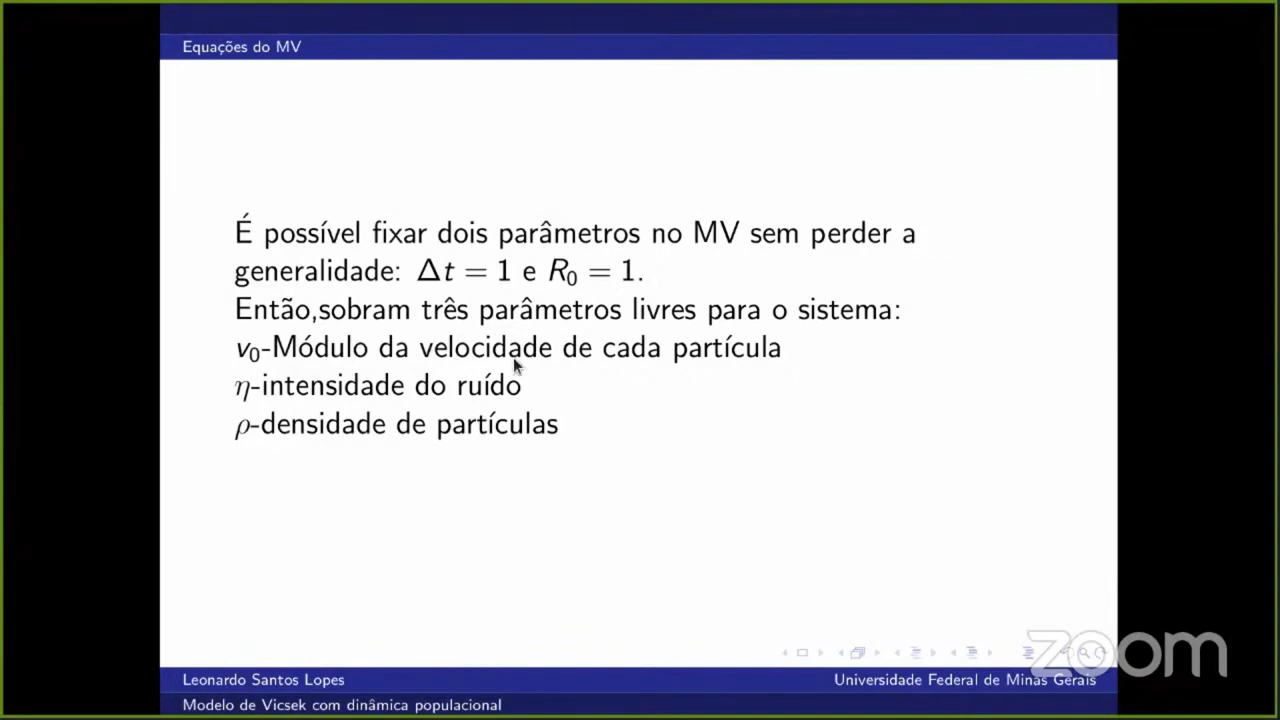 Equações do MV
É possível fixar dois parâmetros no MV sem perder a
generalidade: Δt = 1 e R₀ = 1.
Então,sobram três parâmetros livres para o sistema:
v₀-Módulo da velocidade de cada partícula
η-intensidade do ruído
ρ-densidade de partículas
zoom
Leonardo Santos Lopes Universidade Federal de Minas Gerais
Modelo de Vicsek com dinâmica populacional